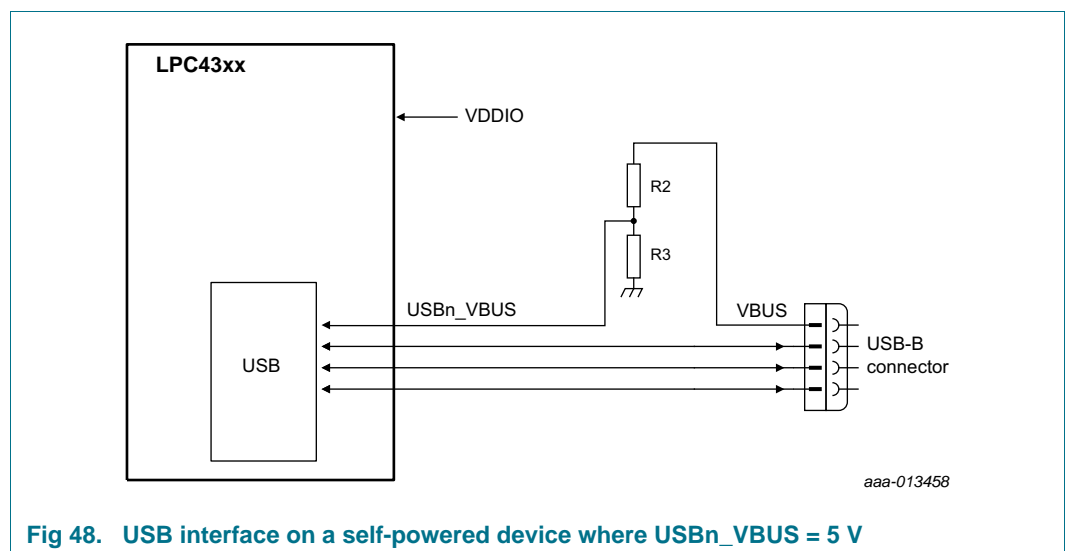 LPC43xx
VDDIO
R2
R3
USBn_VBUS
VBUS
USB
USB-B
connector
aaa-013458
Fig 48. USB interface on a self-powered device where USBn_VBUS = 5 V